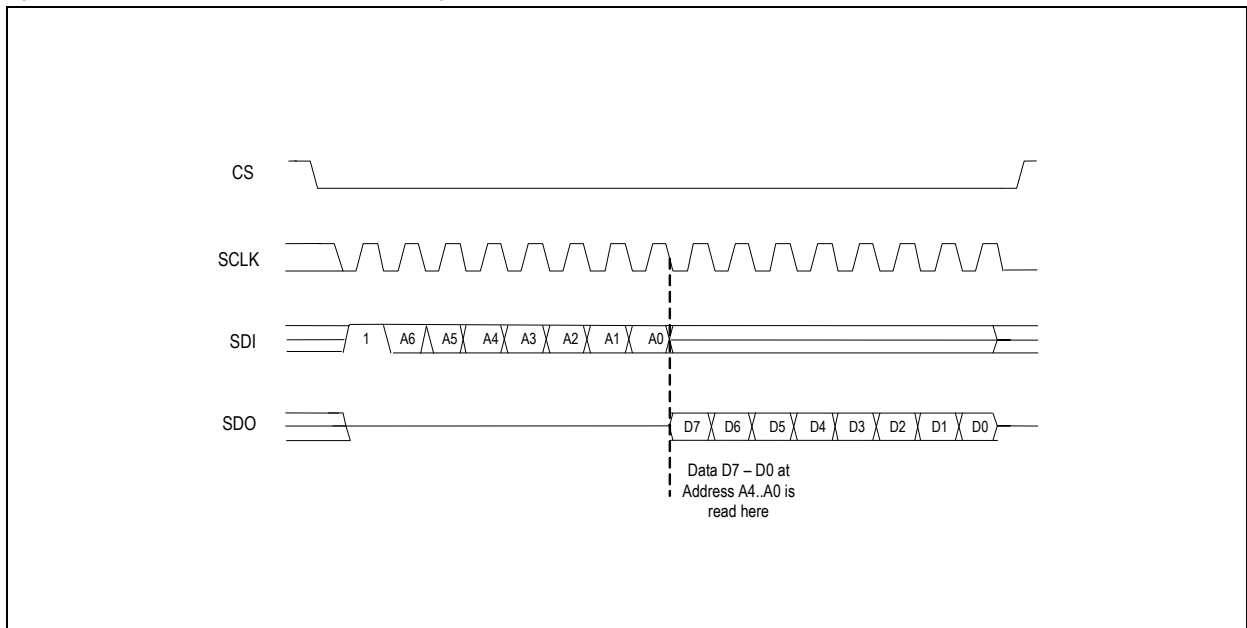 CS
SCLK
SDI
1 A6 A5 A4 A3 A2 A1 A0
SDO
D7 D6 D5 D4 D3 D2 D1 D0
Data D7 – D0 at
Address A4..A0 is
read here